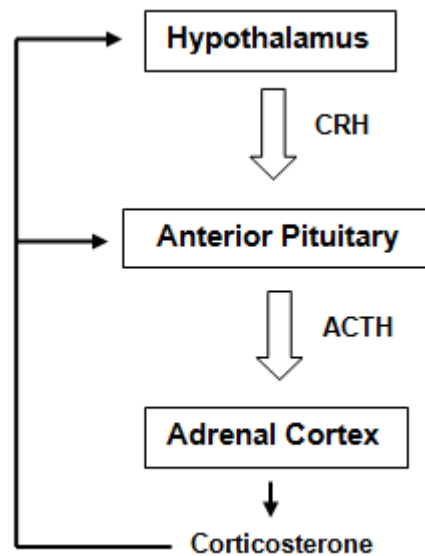 Hypothalamus
CRH
Anterior Pituitary
ACTH
Adrenal Cortex
Corticosterone